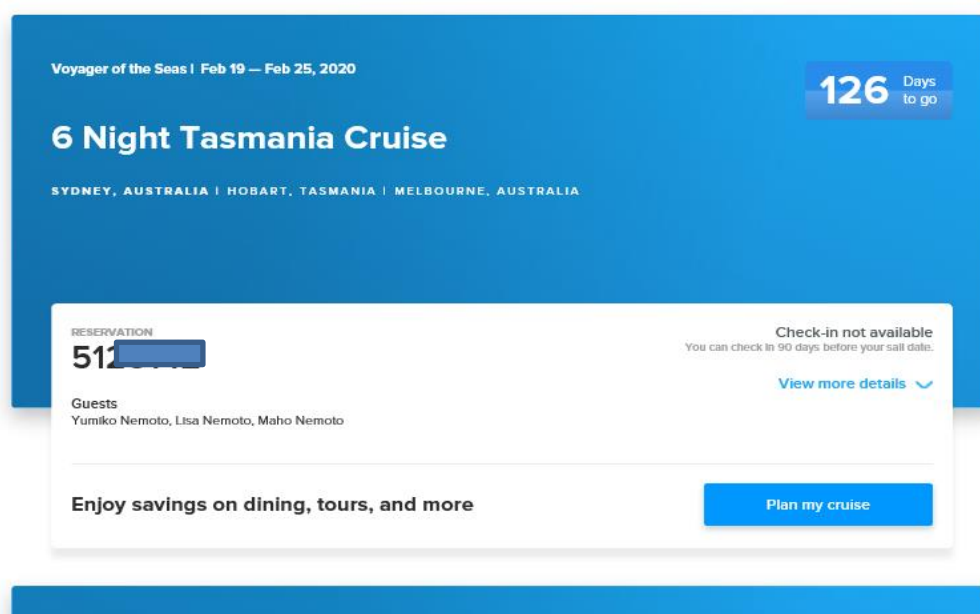 Voyager of the Seas | Feb 19 — Feb 25, 2020
126 Days to go
6 Night Tasmania Cruise
SYDNEY, AUSTRALIA | HOBART, TASMANIA | MELBOURNE, AUSTRALIA
RESERVATION
512
Check-in not available
You can check in 90 days before your sail date.
View more details
Guests
Yumiko Nemoto, Lisa Nemoto, Maho Nemoto
Enjoy savings on dining, tours, and more
Plan my cruise